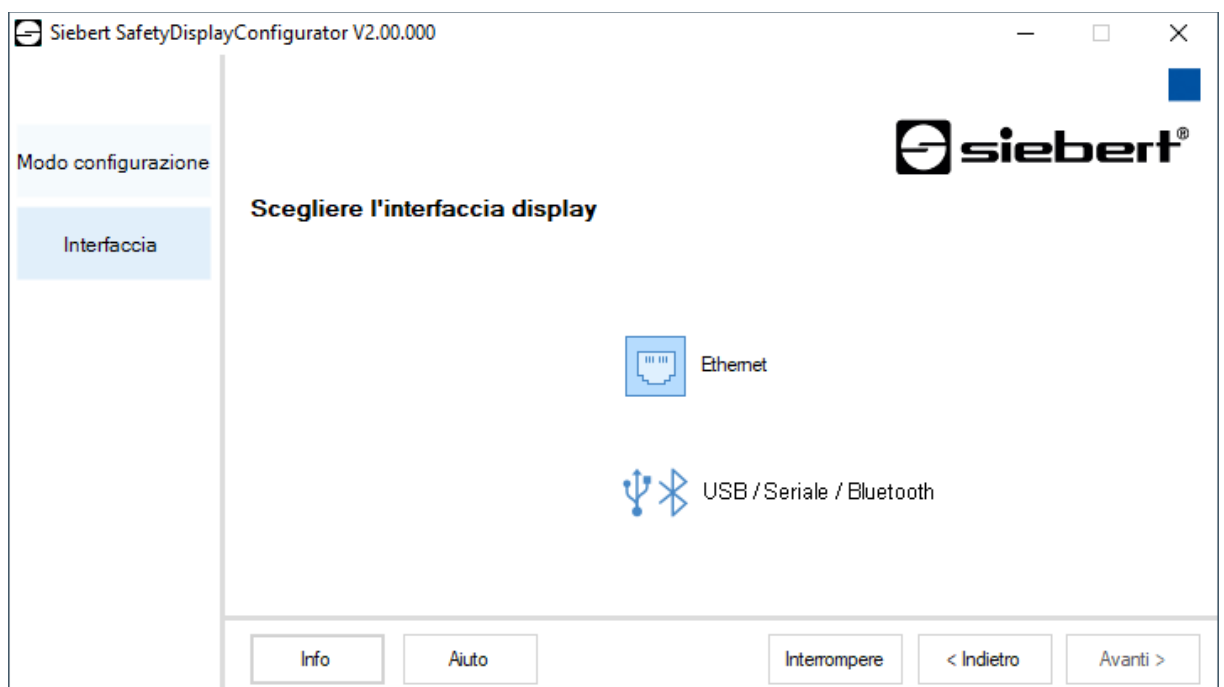 Siebert SafetyDisplayConfigurator V2.00.000
siebert®
Modo configurazione
Interfaccia
Scegliere l'interfaccia display
Ethernet
USB / Seriale / Bluetooth
Info
Aiuto
Interrompere
< Indietro
Avanti >